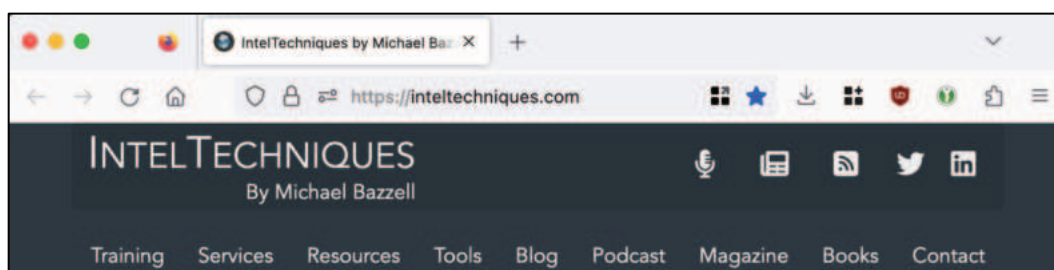 IntelTechniques by Michael Baz
https://inteltechniques.com
INTELTECHNIQUES
By Michael Bazzell
Training Services Resources Tools Blog Podcast Magazine Books Contact